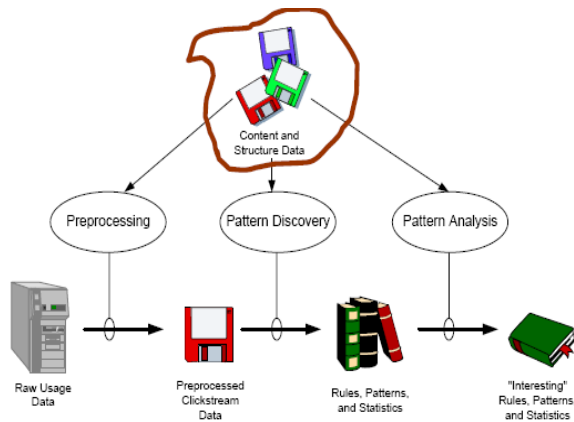 Content and
Structure Data
Preprocessing
Pattern Discovery
Pattern Analysis
Raw Usage
Data
Preprocessed
Clickstream
Data
Rules, Patterns,
and Statistics
"Interesting"
Rules, Patterns,
and Statistics